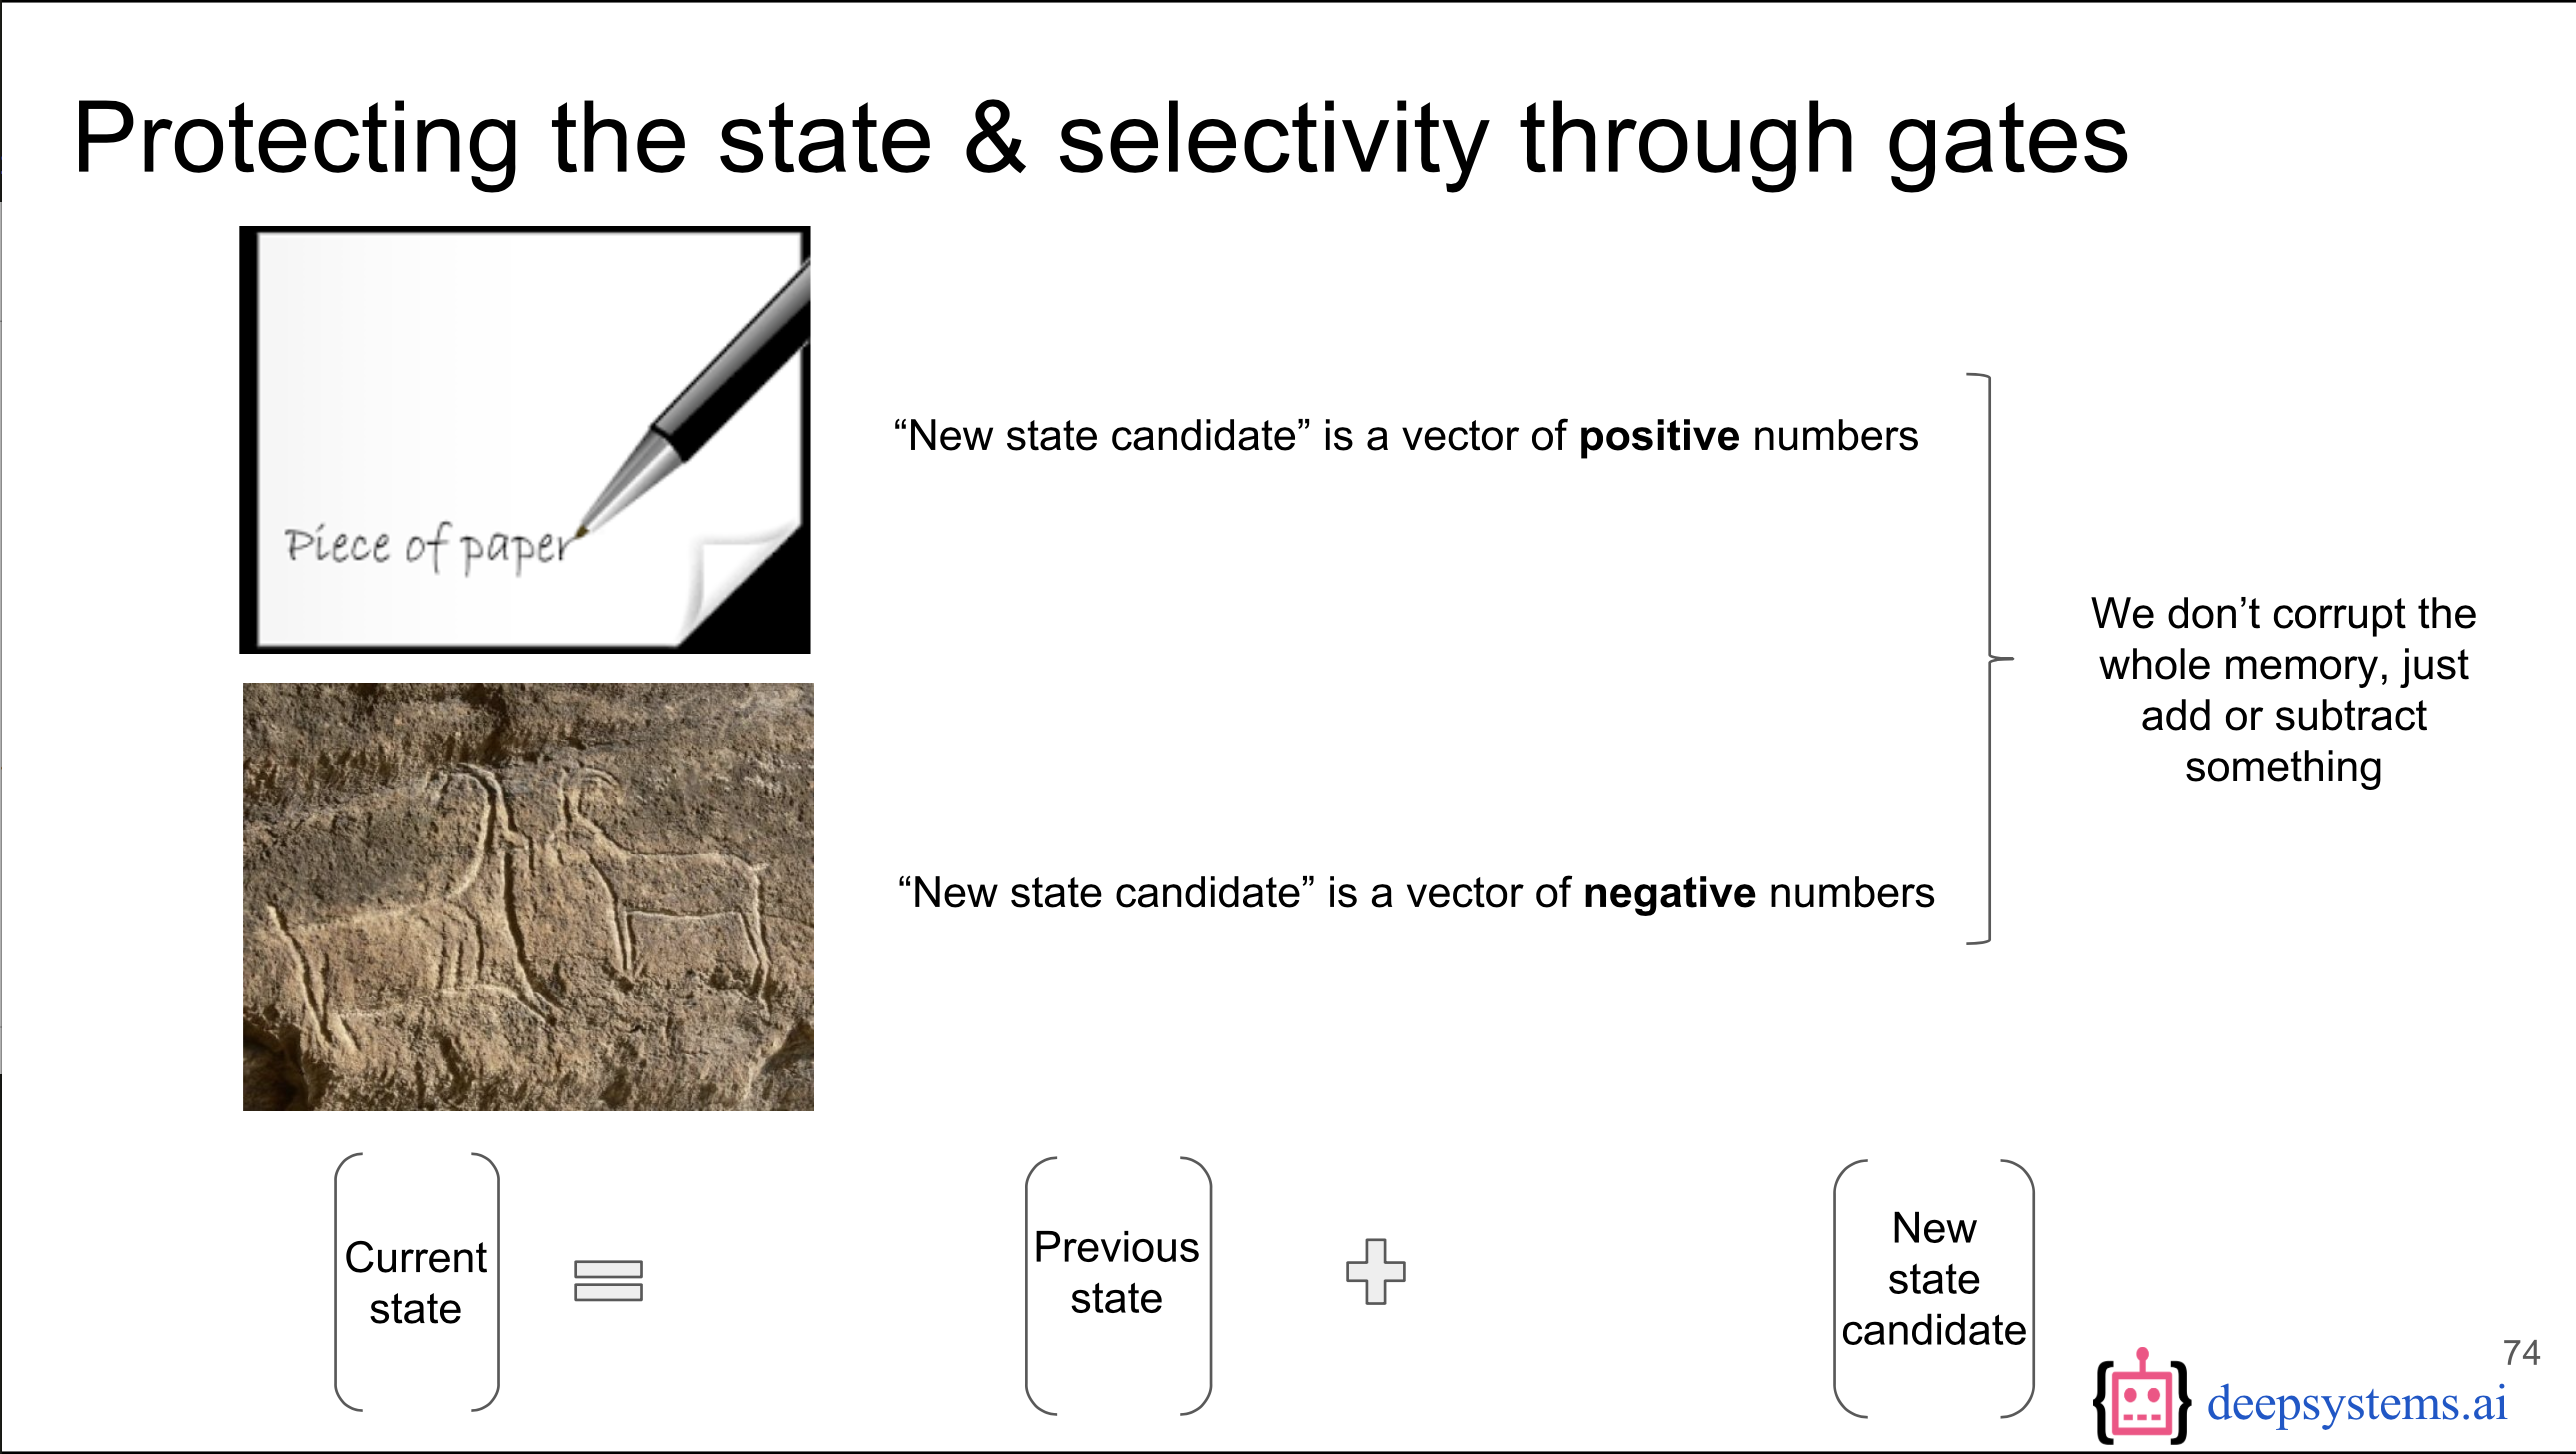 Protecting the state & selectivity through gates
Piece of paper
“New state candidate” is a vector of positive numbers
We don’t corrupt the
whole memory, just
add or subtract
something
“New state candidate” is a vector of negative numbers
Current
state
Previous
state
New
state
candidate
74
deepsystems.ai